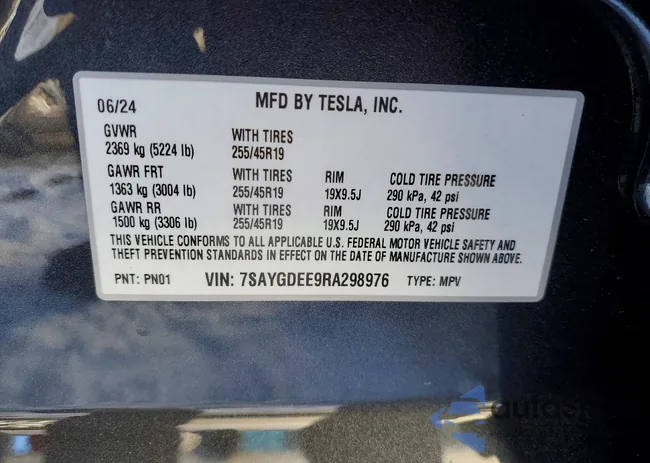 06/24 MFD BY TESLA, INC.
GVWR WITH TIRES
2369 kg (5224 lb) 255/45R19
GAWR FRT WITH TIRES RIM COLD TIRE PRESSURE
1363 kg (3004 lb) 255/45R19 19X9.5J 290 kPa, 42 psi
GAWR RR WITH TIRES RIM COLD TIRE PRESSURE
1500 kg (3306 lb) 255/45R19 19X9.5J 290 kPa, 42 psi
THIS VEHICLE CONFORMS TO ALL APPLICABLE U.S. FEDERAL MOTOR VEHICLE SAFETY AND
THEFT PREVENTION STANDARDS IN EFFECT ON THE DATE OF MANUFACTURE SHOWN ABOVE.
PNT: PN01 VIN: 7SAYGDEE9RA298976 TYPE: MPV